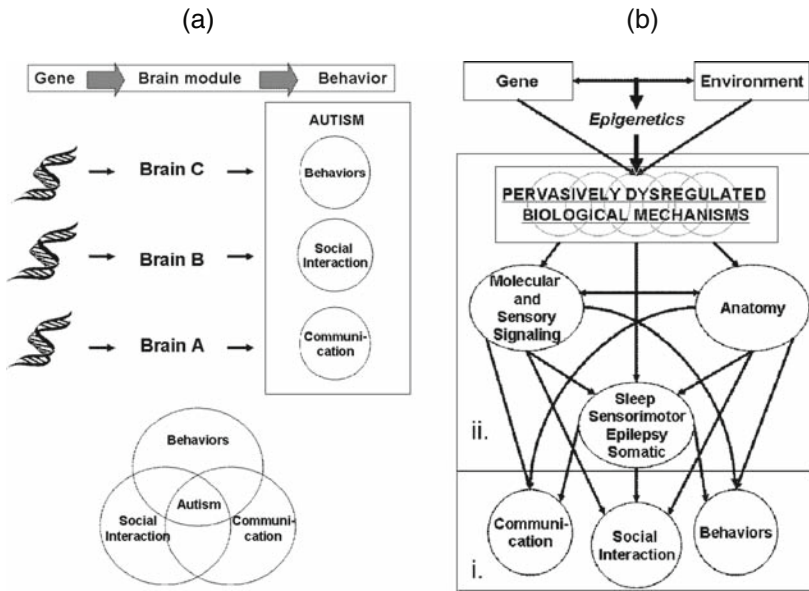 (a)
Gene Brain module Behavior
AUTISM
Brain C
Behaviors
Brain B
Social
Interaction
Brain A
Communi-
cation
Behaviors
Autism
Social
Interaction
Communi-
cation
(b)
Gene
Environment
Epigenetics
PERVASIVELY DYSREGULATED
BIOLOGICAL MECHANISMS
Molecular
and
Sensory
Signaling
Anatomy
Sleep
Sensorimotor
Epilepsy
Somatic
ii.
Communi-
cation
Social
Interaction
Behaviors
i.